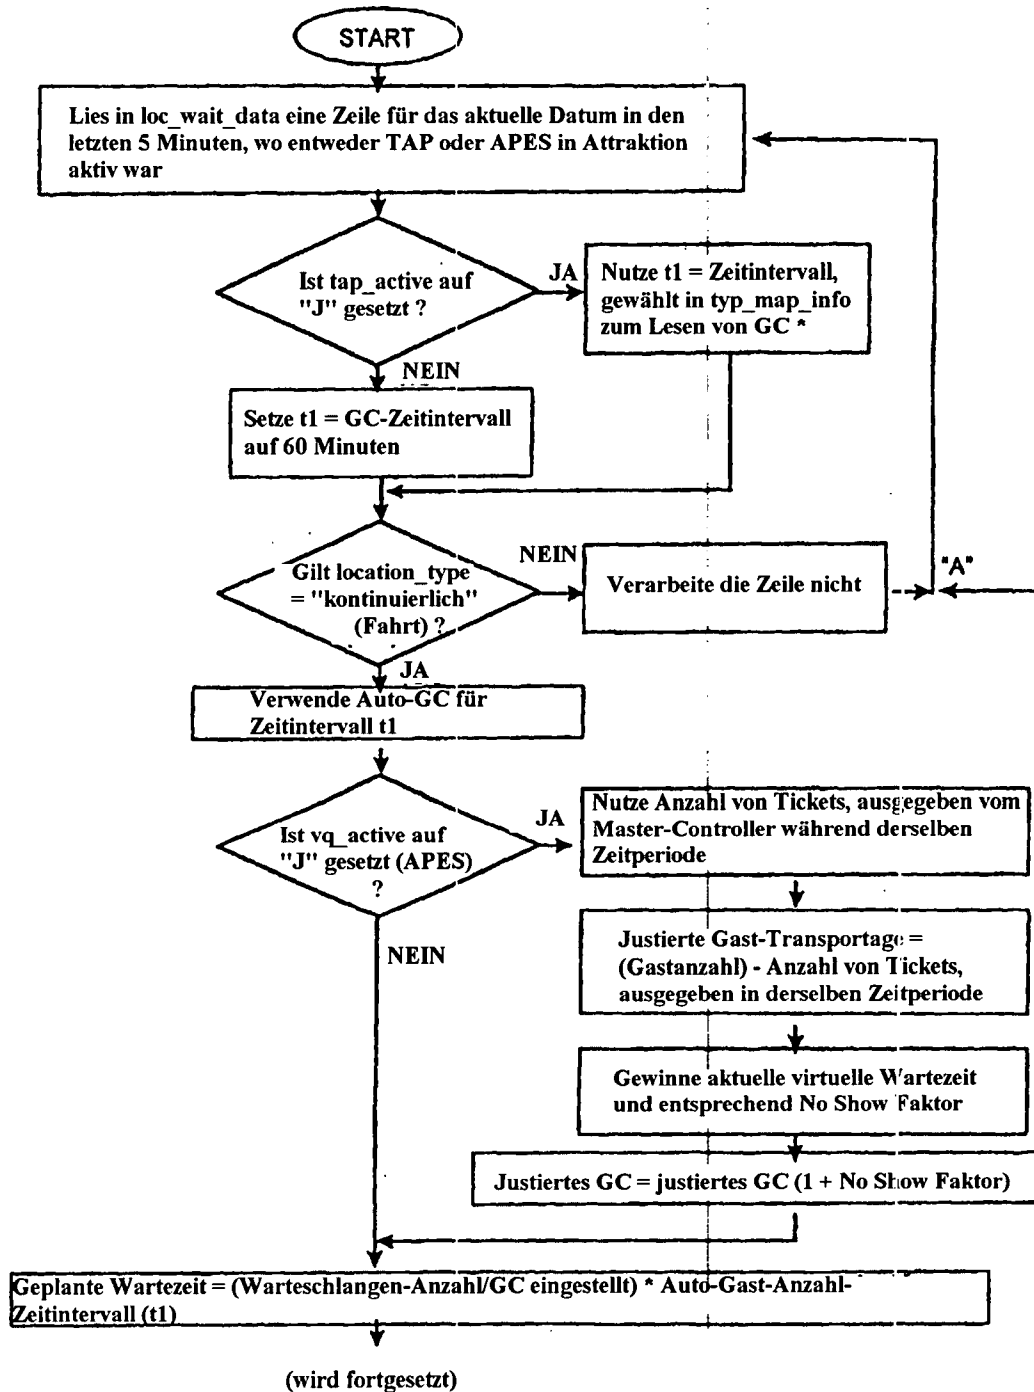 START
Lies in loc_wait_data eine Zeile für das aktuelle Datum in den
letzten 5 Minuten, wo entweder TAP oder APES in Attraktion
aktiv war
Ist tap_active auf
"J" gesetzt ?
JA
Nutze t1 = Zeitintervall,
gewählt in typ_map_info
zum Lesen von GC *
NEIN
Setze t1 = GC-Zeitintervall
auf 60 Minuten
Gilt location_type
= "kontinuierlich"
(Fahrt) ?
NEIN
Verarbeite die Zeile nicht
"A"
JA
Verwende Auto-GC für
Zeitintervall t1
Ist vq_active auf
"J" gesetzt (APES)
?
JA
Nutze Anzahl von Tickets, ausgegeben vom
Master-Controller während derselben
Zeitperiode
NEIN
Justierte Gast-Transportage =
(Gastanzahl) - Anzahl von Tickets,
ausgegeben in derselben Zeitperiode
Gewinne aktuelle virtuelle Wartezeit
und entsprechend No Show Faktor
Justiertes GC = justiertes GC (1 + No Show Faktor)
Geplante Wartezeit = (Warteschlangen-Anzahl/GC eingestellt) * Auto-Gast-Anzahl-
Zeitintervall (t1)
(wird fortgesetzt)